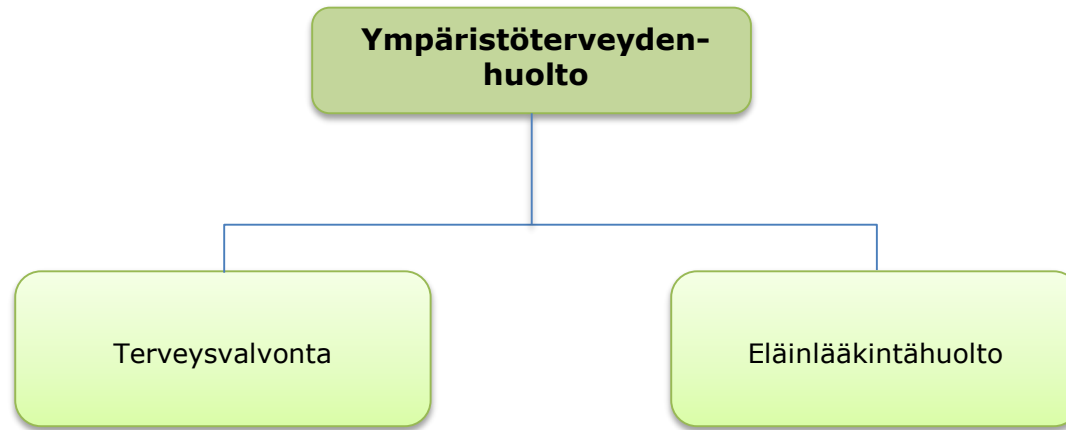 Ympäristöterveyden-
huolto
Terveysvalvonta
Eläinlääkintähuolto